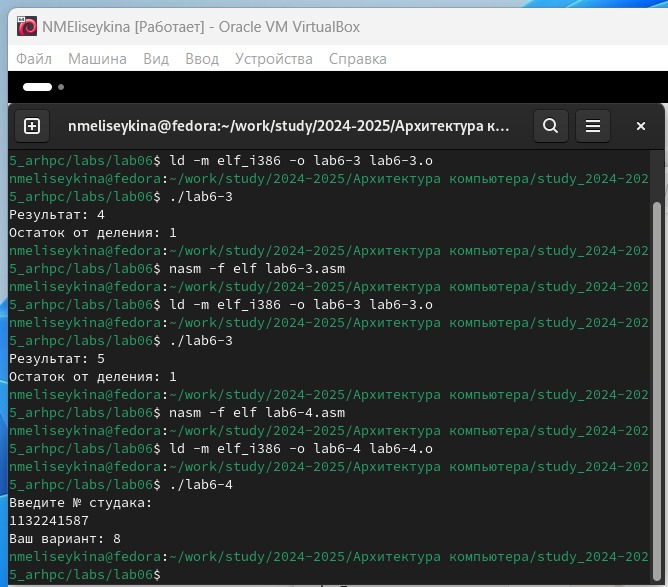 NMEliseykina [Работает] - Oracle VM VirtualBox
Файл Машина Вид Ввод Устройства Справка
nmeliseykina@fedora:~/work/study/2024-2025/Архитектура к...
5_arhpc/labs/lab06$ ld -m elf_i386 -o lab6-3 lab6-3.o
nmeliseykina@fedora:~/work/study/2024-2025/Архитектура компьютера/study_2024-202
5_arhpc/labs/lab06$ ./lab6-3
Результат: 4
Остаток от деления: 1
nmeliseykina@fedora:~/work/study/2024-2025/Архитектура компьютера/study_2024-202
5_arhpc/labs/lab06$ nasm -f elf lab6-3.asm
nmeliseykina@fedora:~/work/study/2024-2025/Архитектура компьютера/study_2024-202
5_arhpc/labs/lab06$ ld -m elf_i386 -o lab6-3 lab6-3.o
nmeliseykina@fedora:~/work/study/2024-2025/Архитектура компьютера/study_2024-202
5_arhpc/labs/lab06$ ./lab6-3
Результат: 5
Остаток от деления: 1
nmeliseykina@fedora:~/work/study/2024-2025/Архитектура компьютера/study_2024-202
5_arhpc/labs/lab06$ nasm -f elf lab6-4.asm
nmeliseykina@fedora:~/work/study/2024-2025/Архитектура компьютера/study_2024-202
5_arhpc/labs/lab06$ ld -m elf_i386 -o lab6-4 lab6-4.o
nmeliseykina@fedora:~/work/study/2024-2025/Архитектура компьютера/study_2024-202
5_arhpc/labs/lab06$ ./lab6-4
Введите № студака:
1132241587
Ваш вариант: 8
nmeliseykina@fedora:~/work/study/2024-2025/Архитектура компьютера/study_2024-202
5_arhpc/labs/lab06$